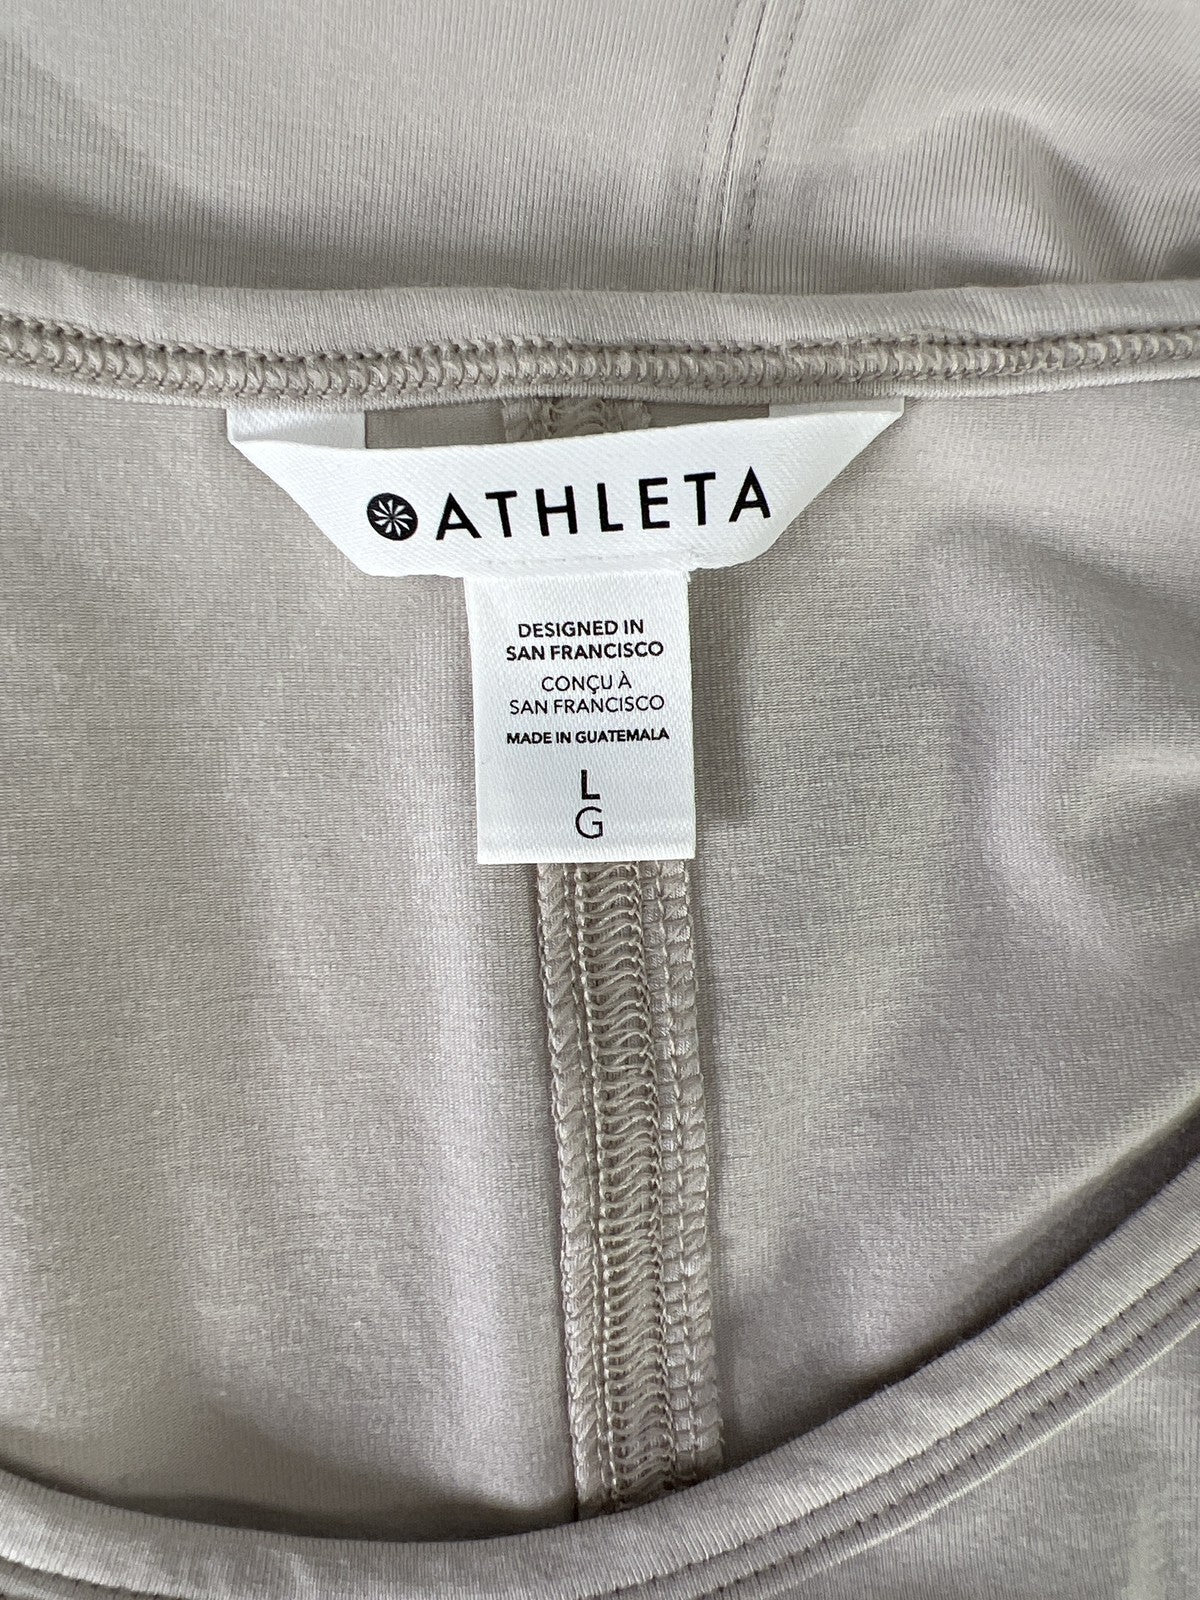 ATHLETA
DESIGNED IN
SAN FRANCISCO
CONÇU À
SAN FRANCISCO
MADE IN GUATEMALA
L
G